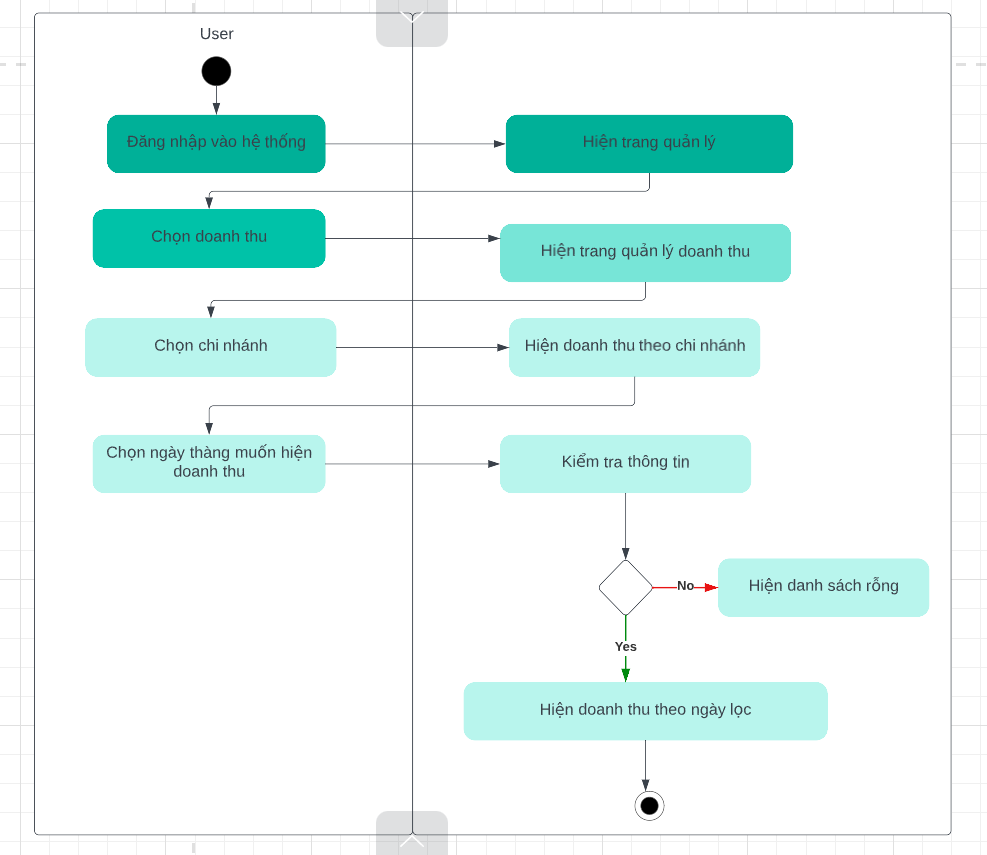 User
Đăng nhập vào hệ thống
Hiện trang quản lý
Chọn doanh thu
Hiện trang quản lý doanh thu
Chọn chi nhánh
Hiện doanh thu theo chi nhánh
Chọn ngày thàng muốn hiện
doanh thu
Kiểm tra thông tin
No
Hiện danh sách rỗng
Yes
Hiện doanh thu theo ngày lọc